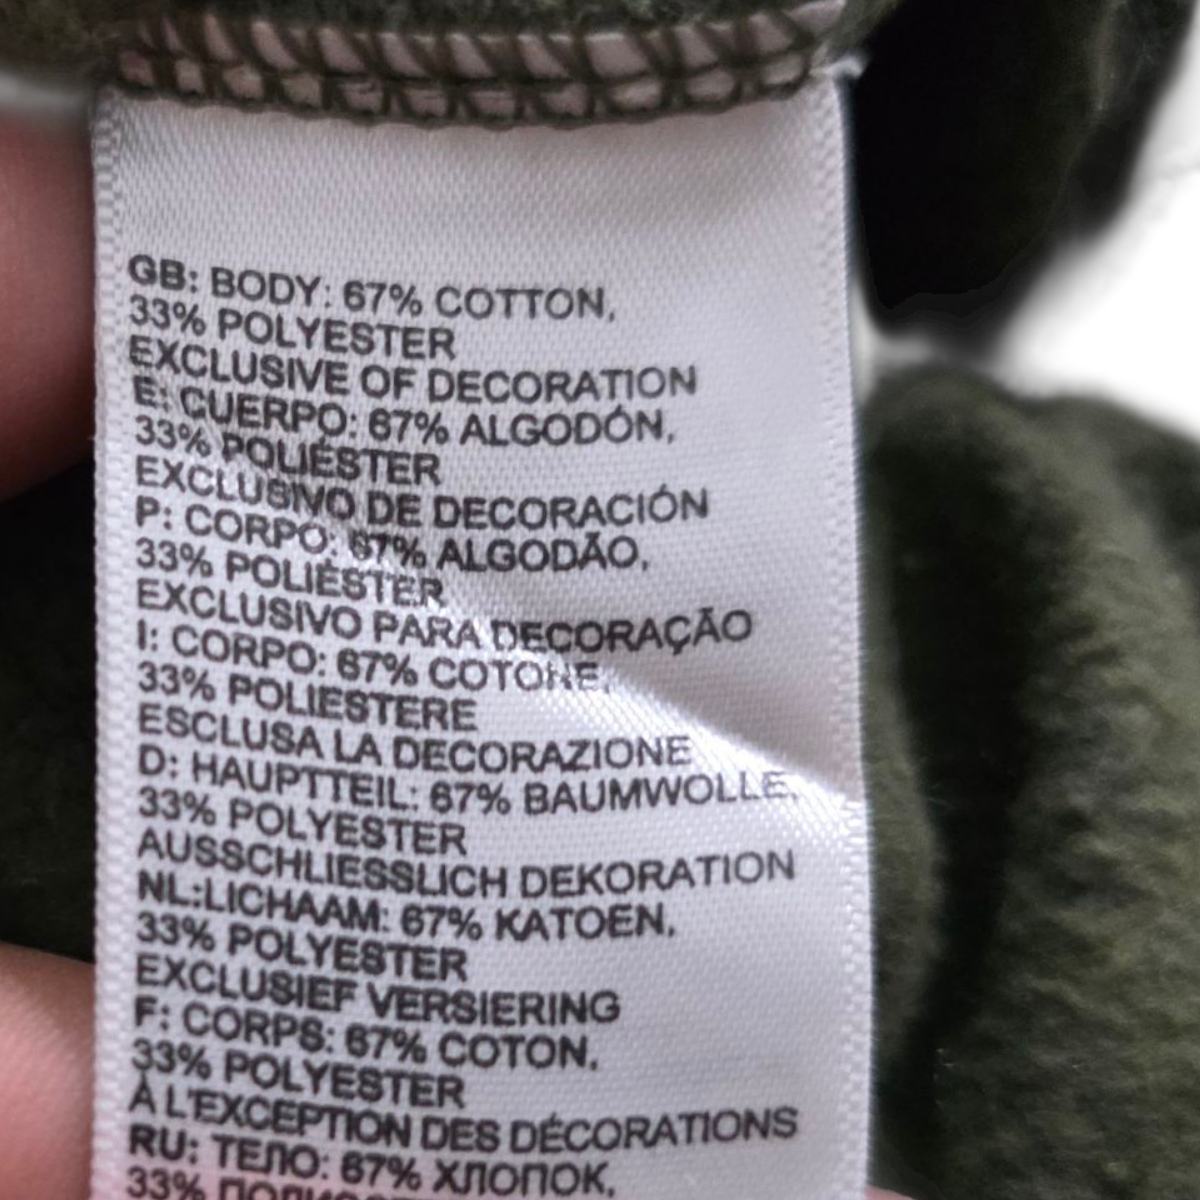 GB: BODY: 67% COTTON,
33% POLYESTER
EXCLUSIVE OF DECORATION
E: CUERPO: 67% ALGODÓN,
33% POLIÉSTER
EXCLUSIVO DE DECORACIÓN
P: CORPO: 67% ALGODÃO,
33% POLIÉSTER
EXCLUSIVO PARA DECORAÇÃO
I: CORPO: 67% COTONE,
33% POLIESTERE
ESCLUSA LA DECORAZIONE
D: HAUPTTEIL: 67% BAUMWOLLE,
33% POLYESTER
AUSSCHLIESSLICH DEKORATION
NL:LICHAAM: 67% KATOEN,
33% POLYESTER
EXCLUSIEF VERSIERING
F: CORPS: 67% COTON,
33% POLYESTER
À L'EXCEPTION DES DÉCORATIONS
RU: ТЕЛО: 67% ХЛОПОК,
33%